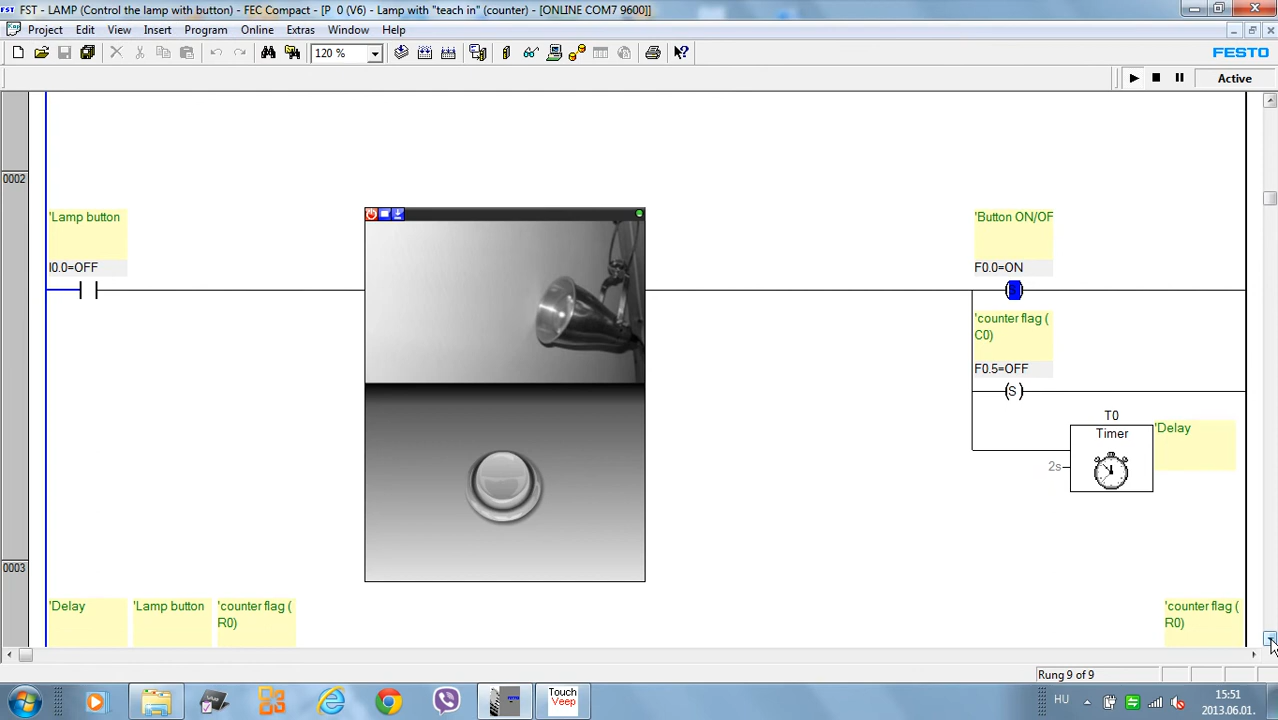 FST - LAMP (Control the lamp with button) - FEC Compact - [P  0 (V6) - Lamp with "teach in" (counter) - [ONLINE COM7 9600]]
Project Edit View Insert Program Online Extras Window Help
120 %
FESTO
Active
0002
'Lamp button
I0.0=OFF
'Button ON/OF
F0.0=ON
'counter flag (
C0)
F0.5=OFF
(S)
T0
Timer
'Delay
2s
0003
'Delay
'Lamp button
'counter flag (
R0)
'counter flag (
R0)
Rung 9 of 9
Touch
Veep
HU
15:51
2013.06.01.